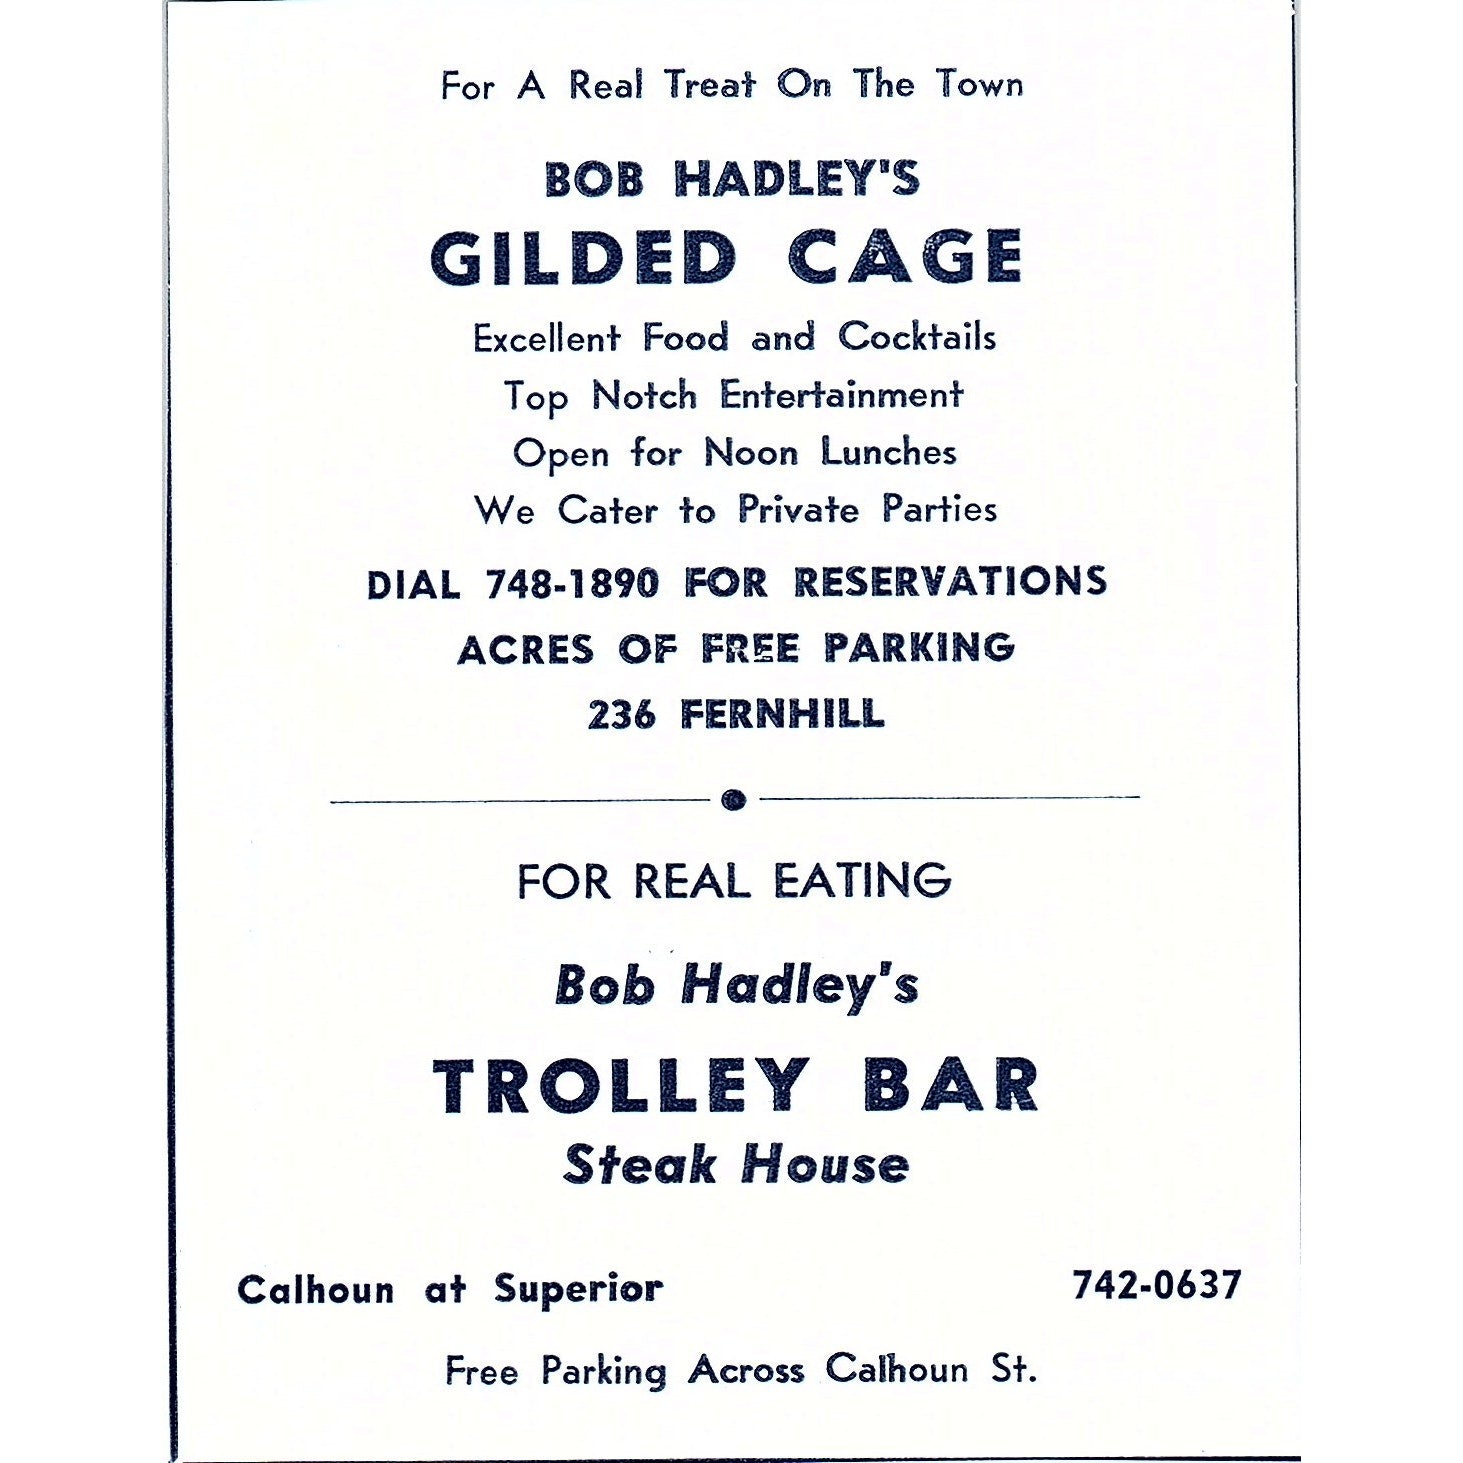 For A Real Treat On The Town
BOB HADLEY'S
GILDED CAGE
Excellent Food and Cocktails
Top Notch Entertainment
Open for Noon Lunches
We Cater to Private Parties
DIAL 748-1890 FOR RESERVATIONS
ACRES OF FREE PARKING
236 FERNHILL
FOR REAL EATING
Bob Hadley's
TROLLEY BAR
Steak House
Calhoun at Superior 742-0637
Free Parking Across Calhoun St.